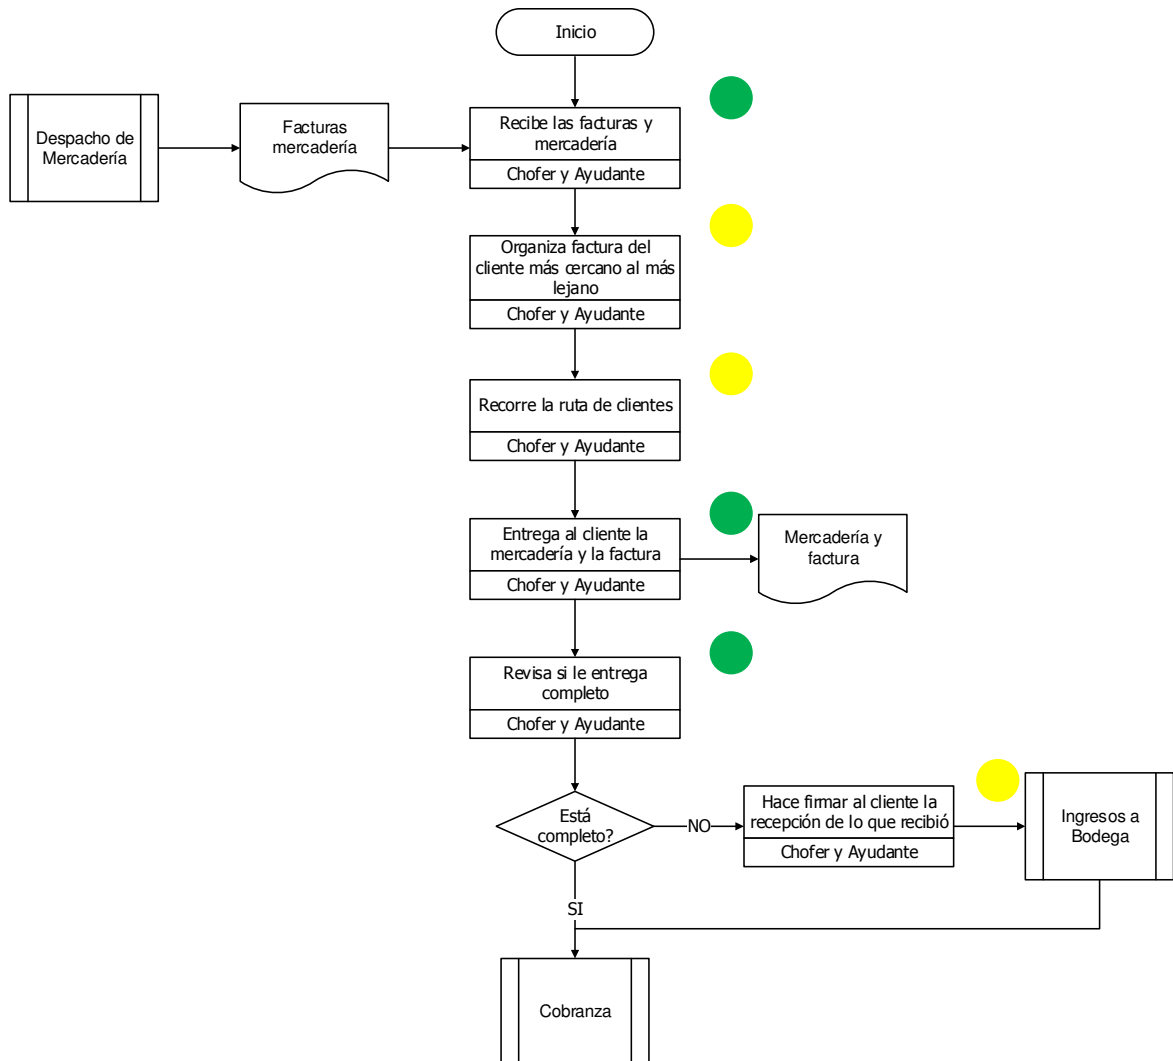 Inicio
Despacho de
Mercadería
Facturas
mercadería
Recibe las facturas y
mercadería
Chofer y Ayudante
Organiza factura del
cliente más cercano al más
lejano
Chofer y Ayudante
Recorre la ruta de clientes
Chofer y Ayudante
Entrega al cliente la
mercadería y la factura
Chofer y Ayudante
Mercadería y
factura
Revisa si le entrega
completo
Chofer y Ayudante
Está
completo?
NO
Hace firmar al cliente la
recepción de lo que recibió
Chofer y Ayudante
Ingresos a
Bodega
SI
Cobranza